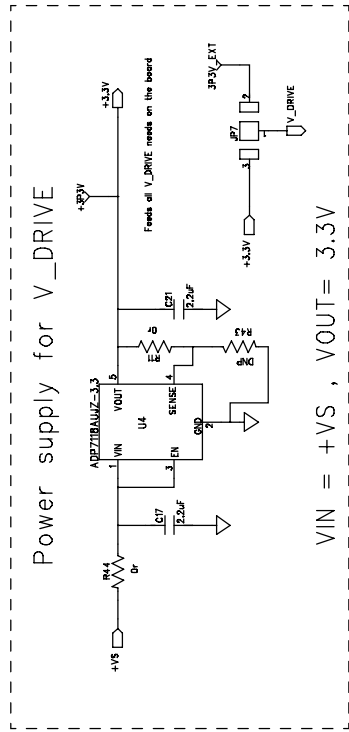 Power supply for V_DRIVE
+VS
R44
0r
C17
2.2uF
ADP7118AUJZ-3.3
1
VIN
VOUT
5
U4
3
EN
SENSE
4
GND
2
R11
0r
C21
2.2uF
R43
DNP
+3P3V
+3.3V
Feeds all V_DRIVE needs on the board
3P3V_EXT
2
JP7
1
V_DRIVE
3
+3.3V
VIN = +VS , VOUT= 3.3V